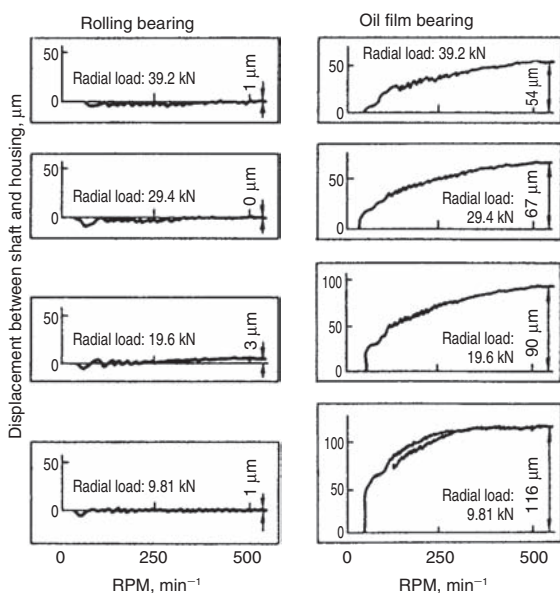 Rolling bearing
Oil film bearing
Displacement between shaft and housing, µm
50
0
Radial load: 39.2 kN
1 µm
50
0
Radial load: 29.4 kN
0 µm
50
0
Radial load: 19.6 kN
3 µm
50
0
Radial load: 9.81 kN
1 µm
0 250 500
RPM, min⁻¹
50
0
Radial load: 39.2 kN
54 µm
50
0
Radial load:
29.4 kN
67 µm
100
50
0
Radial load:
19.6 kN
90 µm
100
50
0
Radial load:
9.81 kN
116 µm
0 250 500
RPM, min⁻¹